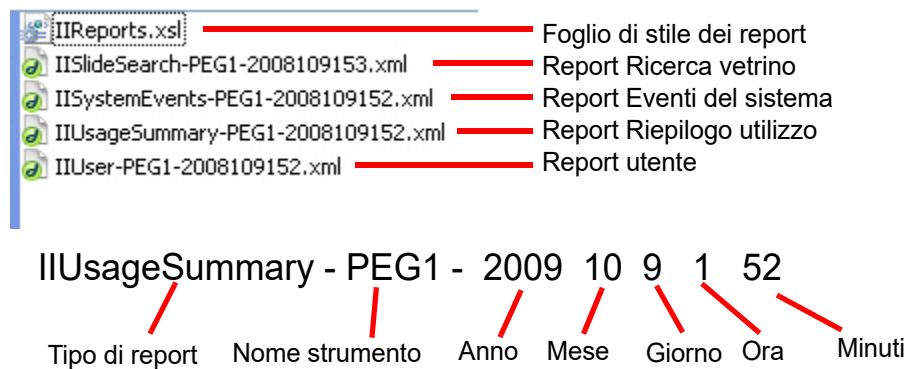 IIReports.xsl Foglio di stile dei report
IISlideSearch-PEG1-2008109153.xml Report Ricerca vetrino
IISystemEvents-PEG1-2008109152.xml Report Eventi del sistema
IIUsageSummary-PEG1-2008109152.xml Report Riepilogo utilizzo
IIUser-PEG1-2008109152.xml Report utente
IIUsageSummary - PEG1 - 2009 10 9 1 52
Tipo di report Nome strumento Anno Mese Giorno Ora Minuti